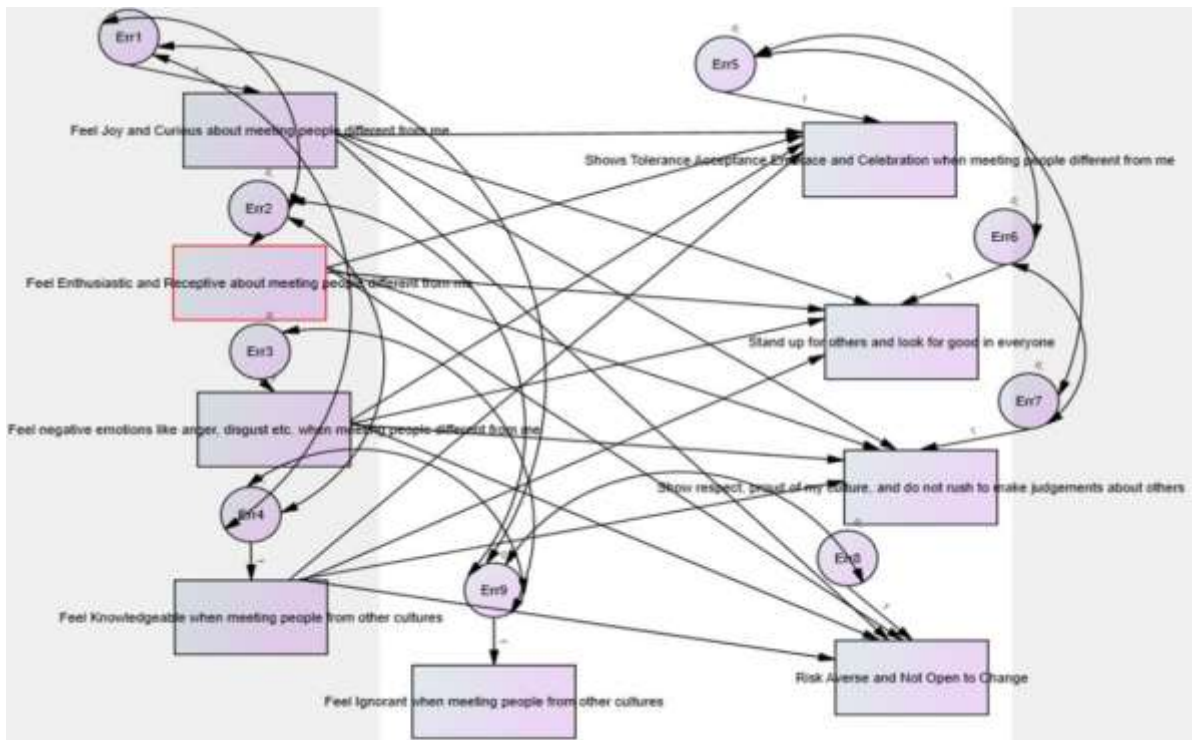 Err1
Err5
Feel Joy and Curious about meeting people different from me
Shows Tolerance Acceptance Embrace and Celebration when meeting people different from me
Err2
Err6
Feel Enthusiastic and Receptive about meeting people different from me
Err3
Stand up for others and look for good in everyone
Err7
Feel negative emotions like anger, disgust etc. when meeting people different from me
Show respect, proud of my culture, and do not rush to make judgements about others
Err4
Err8
Err9
Feel Knowledgeable when meeting people from other cultures
Risk Averse and Not Open to Change
Feel Ignorant when meeting people from other cultures